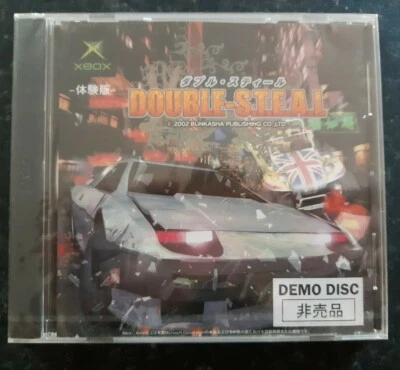 XBOX
-体験版-
ダブル・スティール
DOUBLE-S.T.E.A.L
© 2002 BUNKASHA PUBLISHING CO.,LTD.
DEMO DISC
非売品